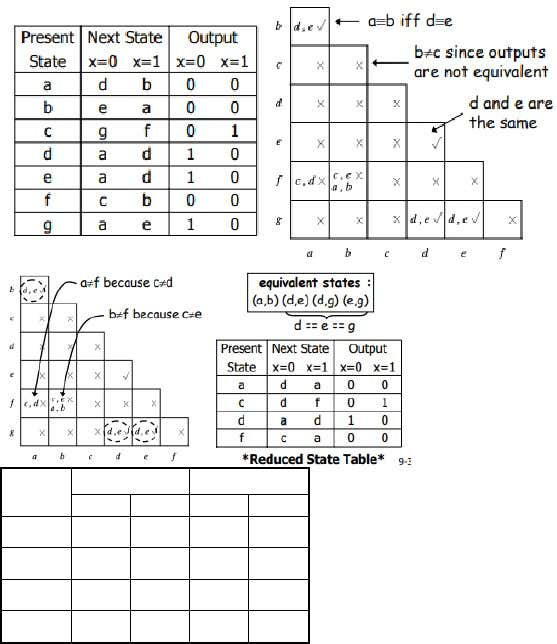 Present Next State Output
State x=0 x=1 x=0 x=1
a d b 0 0
b e a 0 0
c g f 0 1
d a d 1 0
e a d 1 0
f c b 0 0
g a e 1 0
b d,e ✓ a≡b iff d≡e
c × × b≠c since outputs
are not equivalent
d × × × d and e are
the same
e × × × ✓
f c,d × c,e × a,b × × ×
g × × × d,e ✓ d,e ✓ ×
a b c d e f
b d,e ✓ a≠f because c≠d
c × × b≠f because c≠e
d × × ×
e × × × ✓
f c,d × c,e × a,b × × ×
g × × × d,e ✓ d,e ✓ ×
a b c d e f
equivalent states :
(a,b) (d,e) (d,g) (e,g)
d == e == g
Present Next State Output
State x=0 x=1 x=0 x=1
a d a 0 0
c d f 0 1
d a d 1 0
f c a 0 0
*Reduced State Table*